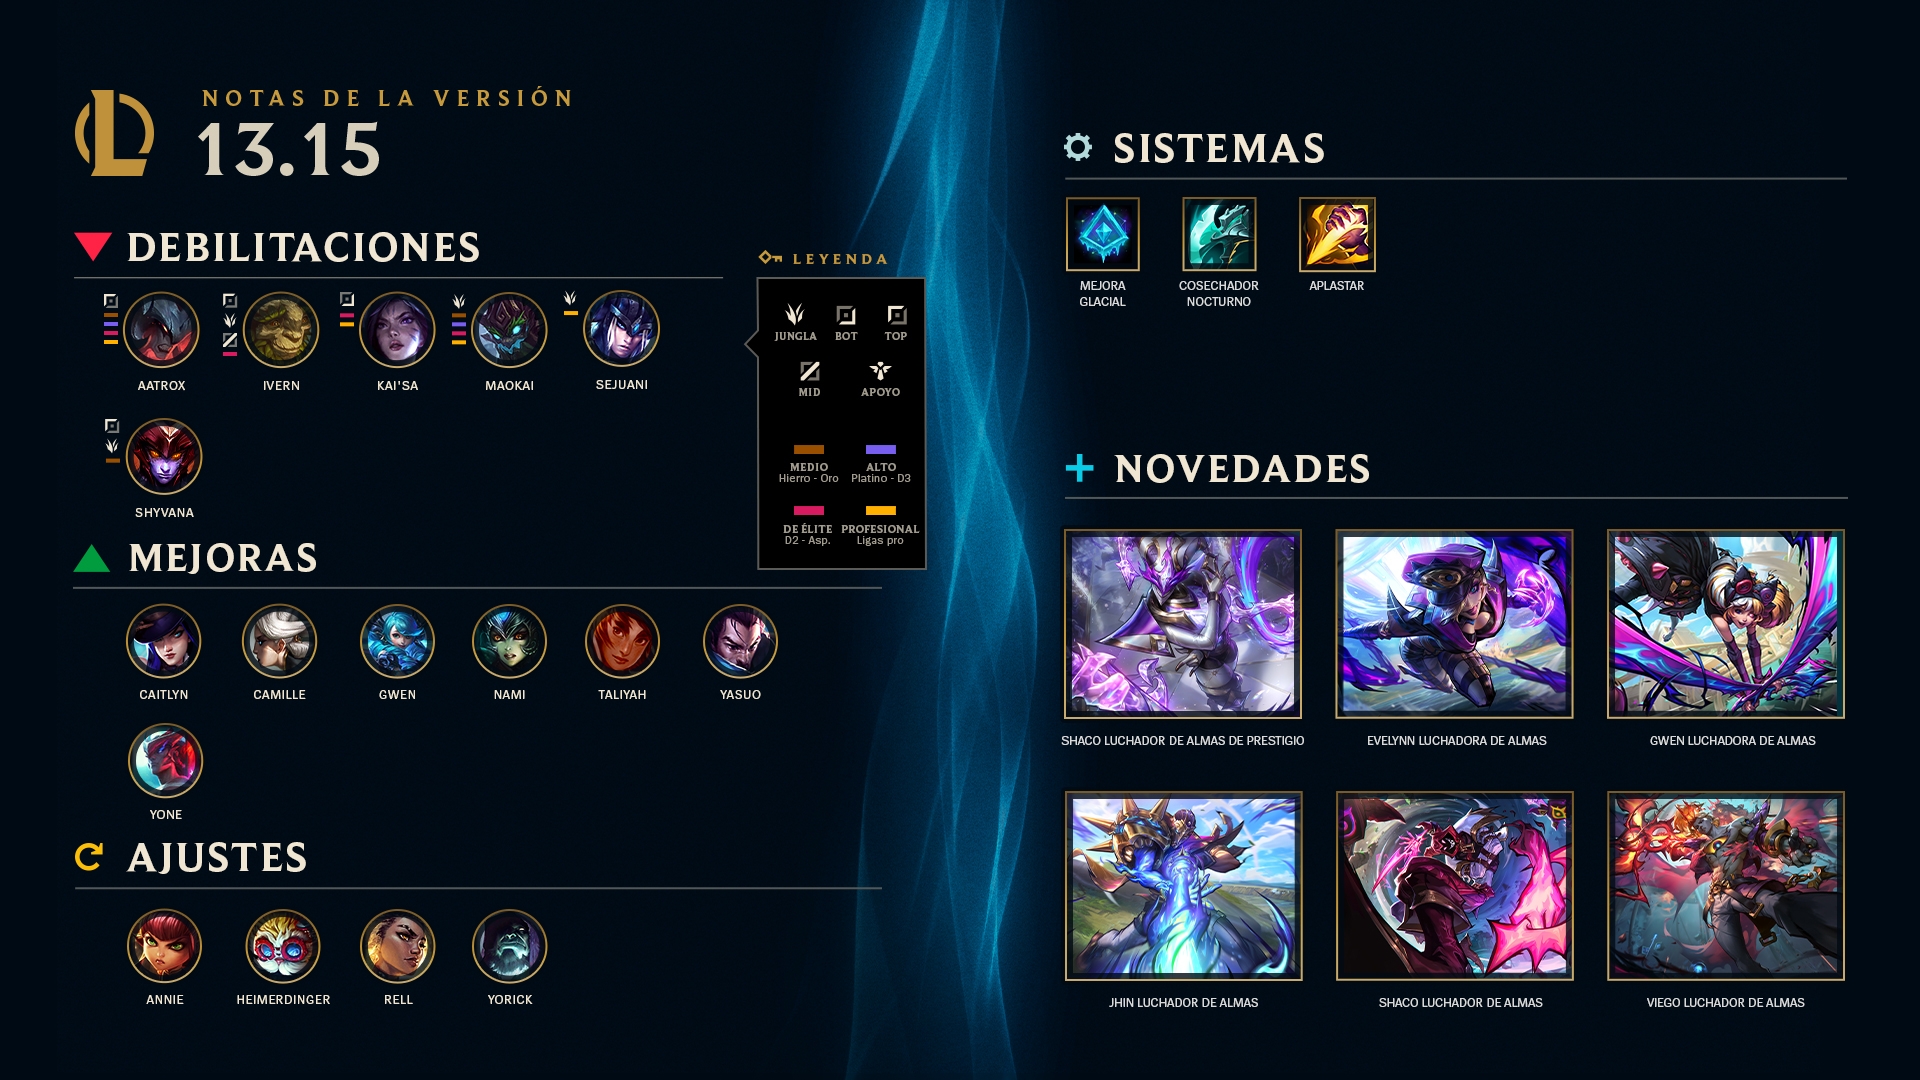 NOTAS DE LA VERSIÓN
13.15
DEBILITACIONES
AATROX
IVERN
KAI'SA
MAOKAI
SEJUANI
SHYVANA
LEYENDA
JUNGLA
BOT
TOP
MID
APOYO
MEDIO
Hierro - Oro
ALTO
Platino - D3
DE ÉLITE
D2 - Asp.
PROFESIONAL
Ligas pro
MEJORAS
CAITLYN
CAMILLE
GWEN
NAMI
TALIYAH
YASUO
YONE
AJUSTES
ANNIE
HEIMERDINGER
RELL
YORICK
SISTEMAS
MEJORA
GLACIAL
COSECHADOR
NOCTURNO
APLASTAR
NOVEDADES
SHACO LUCHADOR DE ALMAS DE PRESTIGIO
EVELYNN LUCHADORA DE ALMAS
GWEN LUCHADORA DE ALMAS
JHIN LUCHADOR DE ALMAS
SHACO LUCHADOR DE ALMAS
VIEGO LUCHADOR DE ALMAS